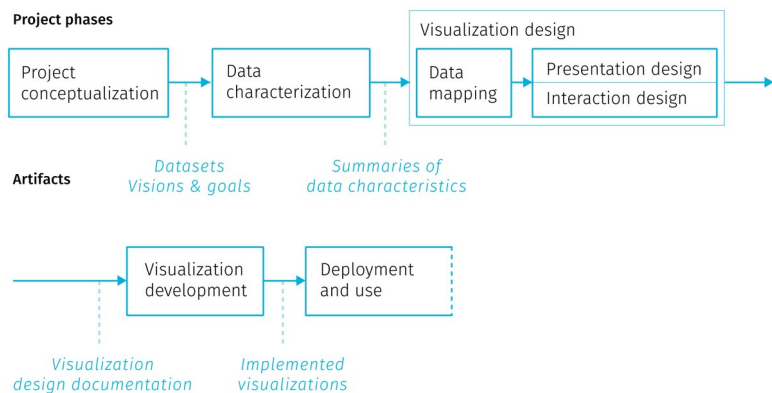 Project phases
Visualization design
Project
conceptualization
Data
characterization
Data
mapping
Presentation design
Interaction design
Datasets
Visions & goals
Summaries of
data characteristics
Artifacts
Visualization
development
Deployment
and use
Visualization
design documentation
Implemented
visualizations